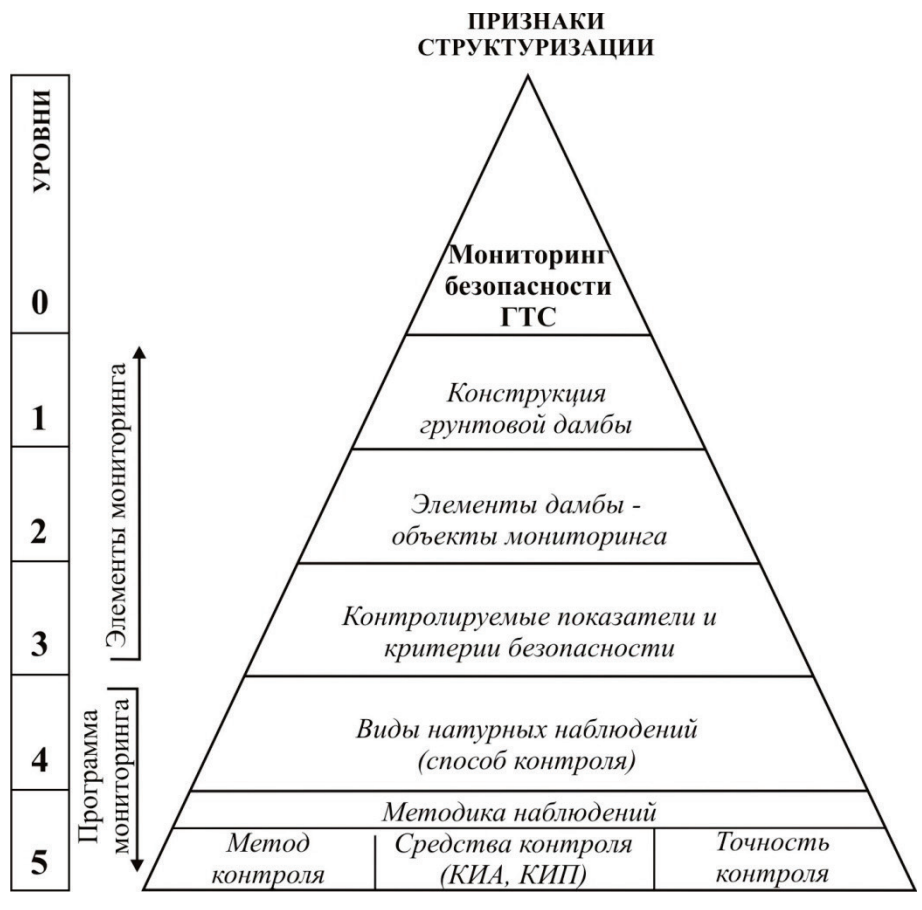 ПРИЗНАКИ
СТРУКТУРИЗАЦИИ
УРОВНИ
0
Мониторинг
безопасности
ГТС
Элементы мониторинга
1
Конструкция
грунтовой дамбы
2
Элементы дамбы -
объекты мониторинга
3
Контролируемые показатели и
критерии безопасности
Программа
мониторинга
4
Виды натурных наблюдений
(способ контроля)
5
Методика наблюдений
Метод
контроля
Средства контроля
(КИА, КИП)
Точность
контроля